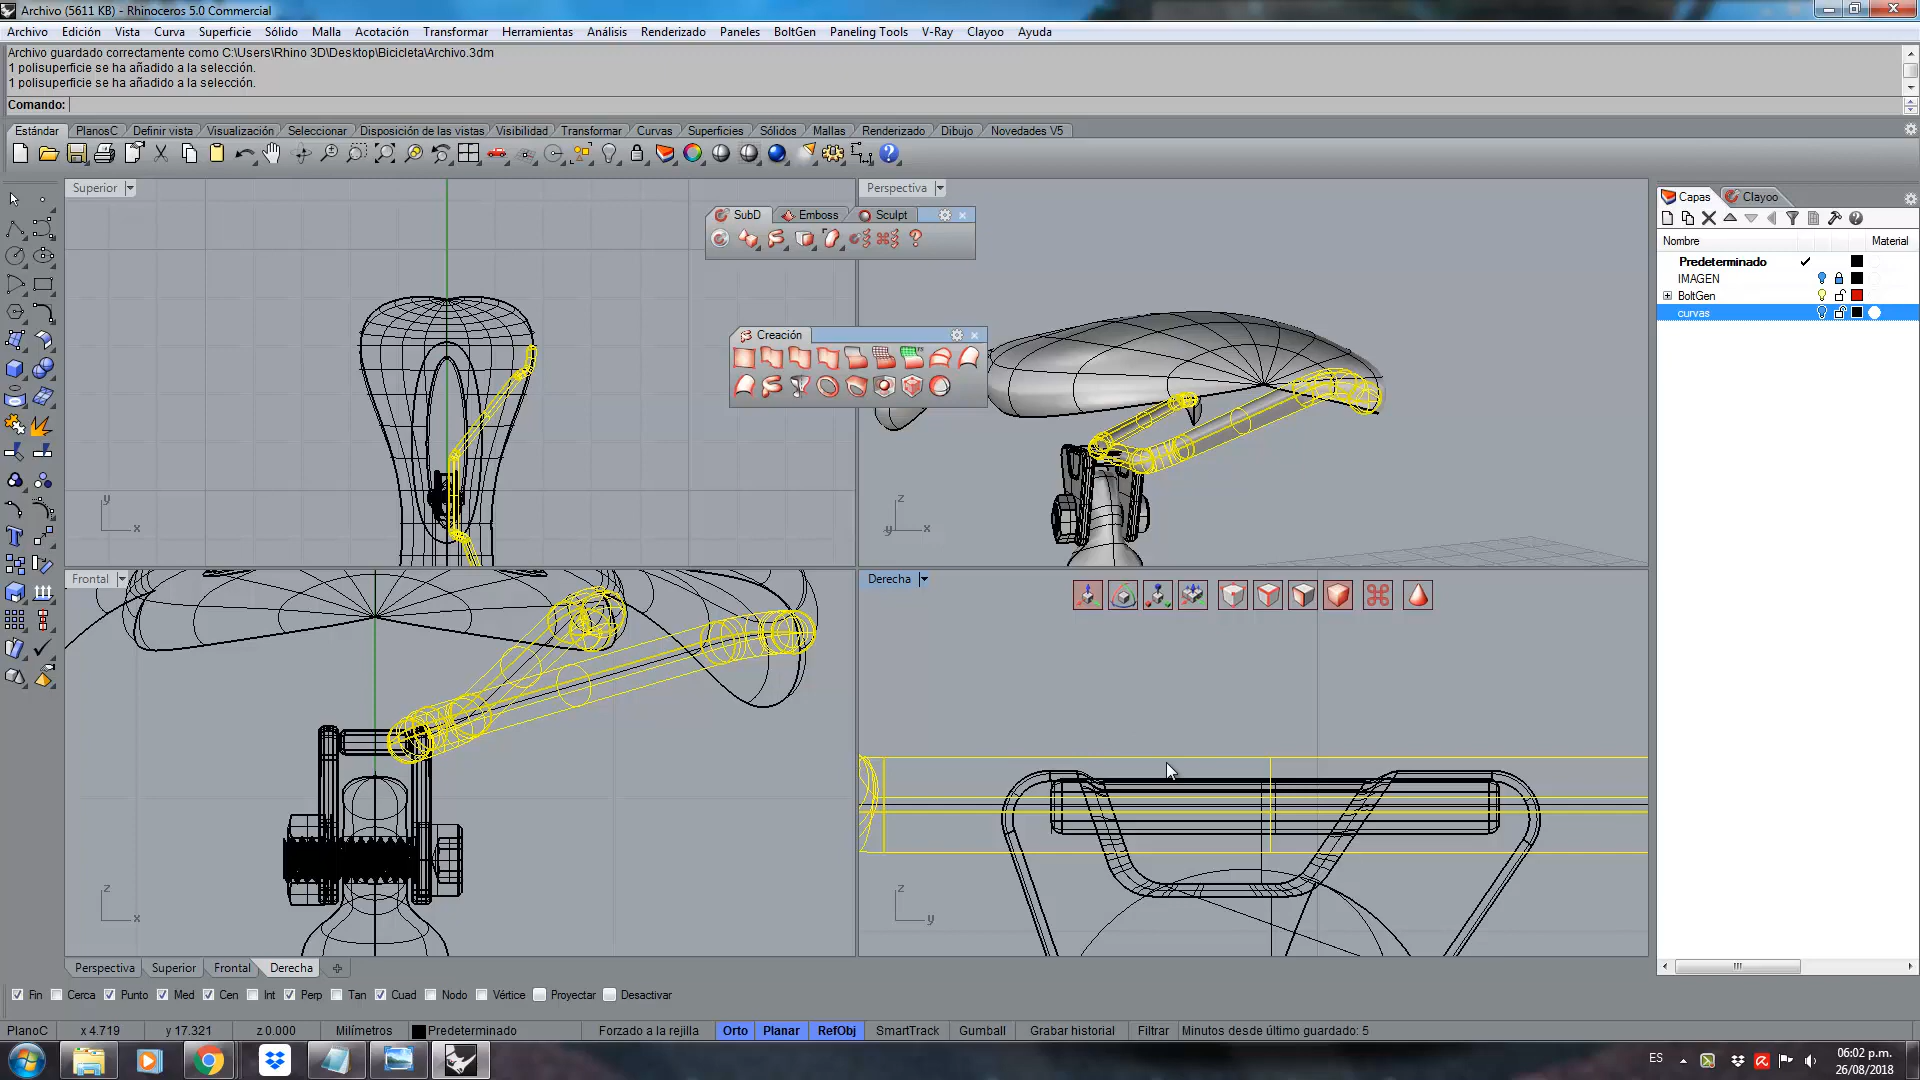 Archivo (5611 KB) - Rhinoceros 5.0 Commercial
Archivo Edición Vista Curva Superficie Sólido Malla Acotación Transformar Herramientas Análisis Renderizado Paneles BoltGen Paneling Tools V-Ray Clayoo Ayuda
Archivo guardado correctamente como C:\Users\Rhino 3D\Desktop\Bicicleta\Archivo.3dm
1 polisuperficie se ha añadido a la selección.
1 polisuperficie se ha añadido a la selección.
Comando:
Estándar PlanosC Definir vista Visualización Seleccionar Disposición de las vistas Visibilidad Transformar Curvas Superficies Sólidos Mallas Renderizado Dibujo Novedades V5
Superior
Perspectiva
Capas Clayoo
SubD Emboss Sculpt
Nombre Material
Predeterminado
IMAGEN
BoltGen
curvas
Creación
y
x
z
y
x
Frontal
Derecha
z
x
z
y
Perspectiva Superior Frontal Derecha
Fin Cerca Punto Med Cen Int Perp Tan Cuad Nodo Vértice Proyectar Desactivar
PlanoC x 4.719 y 17.321 z 0.000 Milímetros Predeterminado Forzado a la rejilla Orto Planar RefObj SmartTrack Gumball Grabar historial Filtrar Minutos desde último guardado: 5
ES
06:02 p.m.
26/08/2018